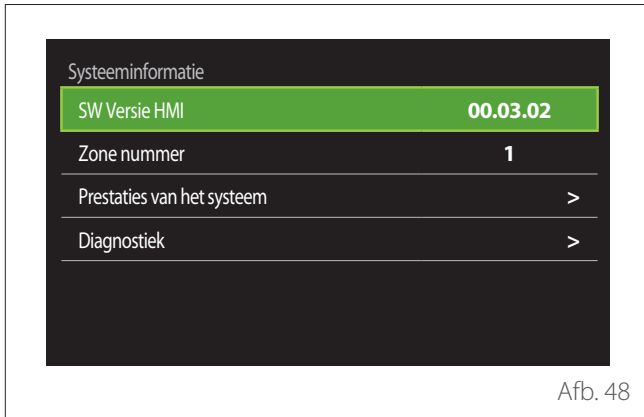 Systeeminformatie
SW Versie HMI 00.03.02
Zone nummer 1
Prestaties van het systeem >
Diagnostiek >
Afb. 48